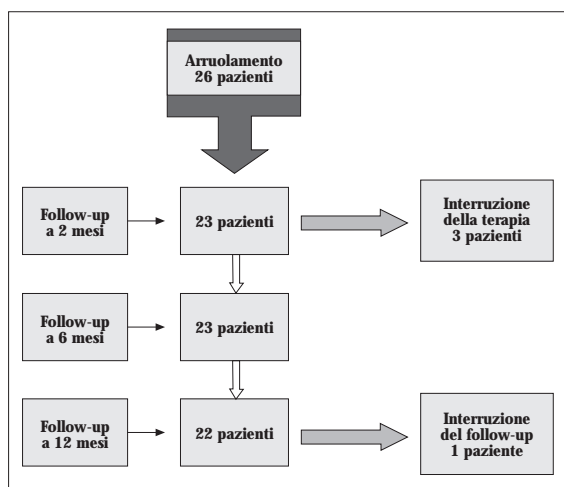 Arruolamento
26 pazienti
Follow-up
a 2 mesi
23 pazienti
Interruzione
della terapia
3 pazienti
Follow-up
a 6 mesi
23 pazienti
Follow-up
a 12 mesi
22 pazienti
Interruzione
del follow-up
1 paziente